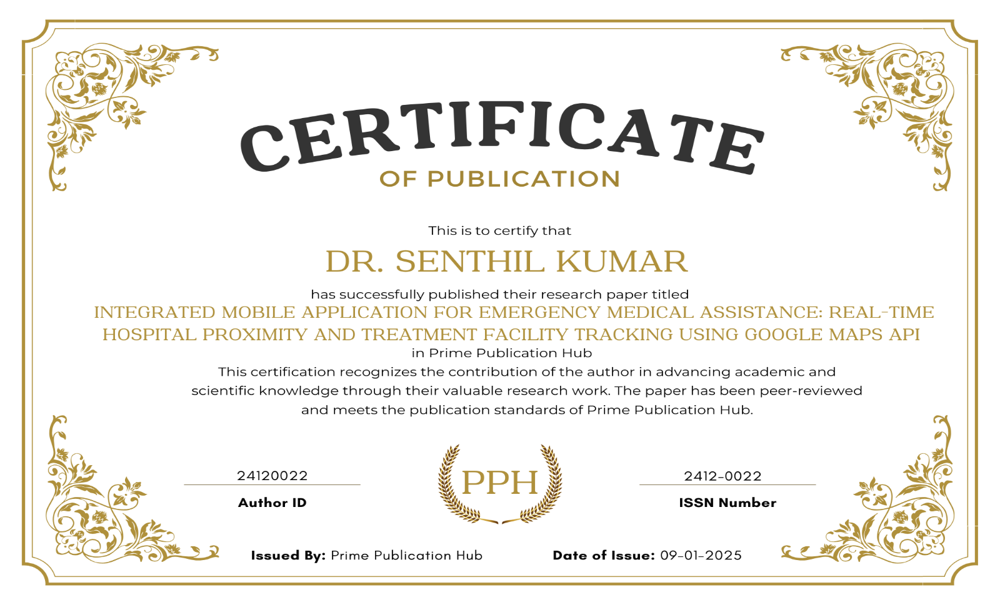 CERTIFICATE
OF PUBLICATION
This is to certify that
DR. SENTHIL KUMAR
has successfully published their research paper titled
INTEGRATED MOBILE APPLICATION FOR EMERGENCY MEDICAL ASSISTANCE: REAL-TIME
HOSPITAL PROXIMITY AND TREATMENT FACILITY TRACKING USING GOOGLE MAPS API
in Prime Publication Hub
This certification recognizes the contribution of the author in advancing academic and
scientific knowledge through their valuable research work. The paper has been peer-reviewed
and meets the publication standards of Prime Publication Hub.
24120022
Author ID
PPH
2412-0022
ISSN Number
Issued By: Prime Publication Hub
Date of Issue: 09-01-2025